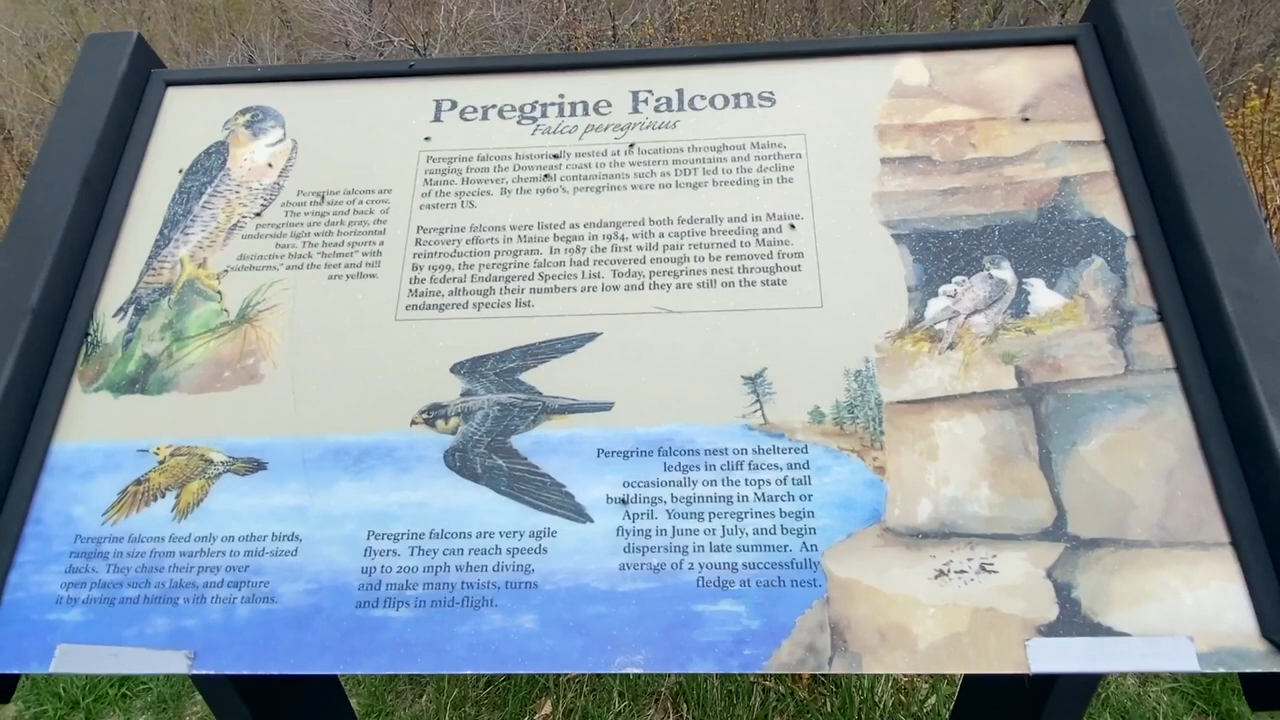 Peregrine Falcons
Falco peregrinus
Peregrine falcons historically nested at 16 locations throughout Maine,
ranging from the Downeast coast to the western mountains and northern
Maine. However, chemical contaminants such as DDT led to the decline
of the species. By the 1960's, peregrines were no longer breeding in the
eastern US.
Peregrine falcons were listed as endangered both federally and in Maine.
Recovery efforts in Maine began in 1984, with a captive breeding and
reintroduction program. In 1987 the first wild pair returned to Maine.
By 1999, the peregrine falcon had recovered enough to be removed from
the federal Endangered Species List. Today, peregrines nest throughout
Maine, although their numbers are low and they are still on the state
endangered species list.
Peregrine falcons are
about the size of a crow.
The wings and back of
peregrines are dark gray, the
underside light with horizontal
bars. The head sports a
distinctive black "helmet" with
"sideburns," and the feet and bill
are yellow.
Peregrine falcons feed only on other birds,
ranging in size from warblers to mid-sized
ducks. They chase their prey over
open places such as lakes, and capture
it by diving and hitting with their talons.
Peregrine falcons are very agile
flyers. They can reach speeds
up to 200 mph when diving,
and make many twists, turns
and flips in mid-flight.
Peregrine falcons nest on sheltered
ledges in cliff faces, and
occasionally on the tops of tall
buildings, beginning in March or
April. Young peregrines begin
flying in June or July, and begin
dispersing in late summer. An
average of 2 young successfully
fledge at each nest.